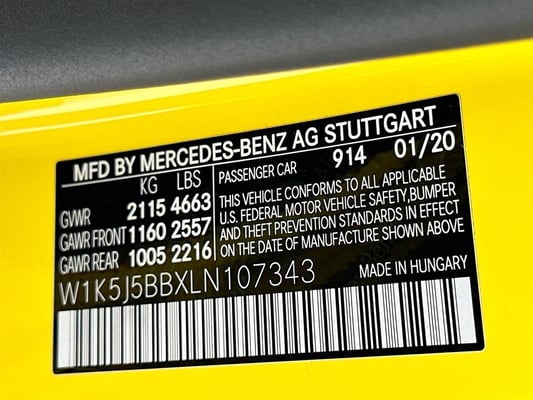 MFD BY MERCEDES-BENZ AG STUTTGART
KG LBS
PASSENGER CAR 914 01/20
GVWR 2115 4663
GAWR FRONT 1160 2557
GAWR REAR 1005 2216
THIS VEHICLE CONFORMS TO ALL APPLICABLE
U.S. FEDERAL MOTOR VEHICLE SAFETY, BUMPER
AND THEFT PREVENTION STANDARDS IN EFFECT
ON THE DATE OF MANUFACTURE SHOWN ABOVE
W1K5J5BBXLN107343
MADE IN HUNGARY